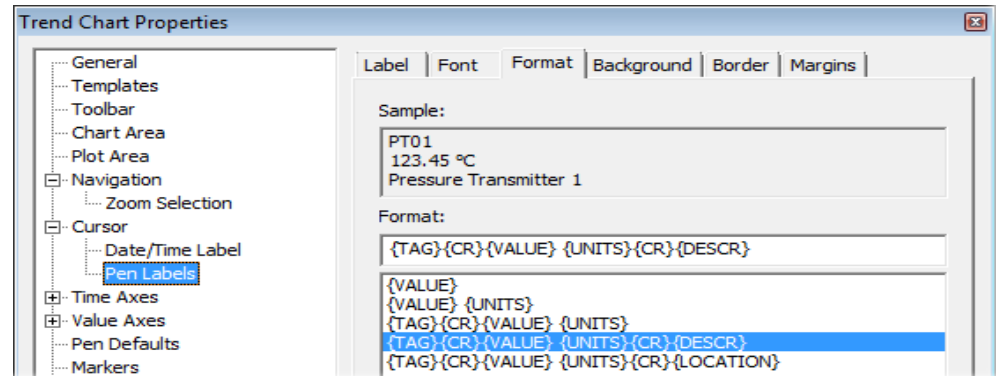 Trend Chart Properties
General
Templates
Toolbar
Chart Area
Plot Area
Navigation
Zoom Selection
Cursor
Date/Time Label
Pen Labels
Time Axes
Value Axes
Pen Defaults
Markers
Label Font Format Background Border Margins
Sample:
PT01
123.45 °C
Pressure Transmitter 1
Format:
{TAG}{CR}{VALUE} {UNITS}{CR}{DESCR}
{VALUE}
{VALUE} {UNITS}
{TAG}{CR}{VALUE} {UNITS}
{TAG}{CR}{VALUE} {UNITS}{CR}{DESCR}
{TAG}{CR}{VALUE} {UNITS}{CR}{LOCATION}